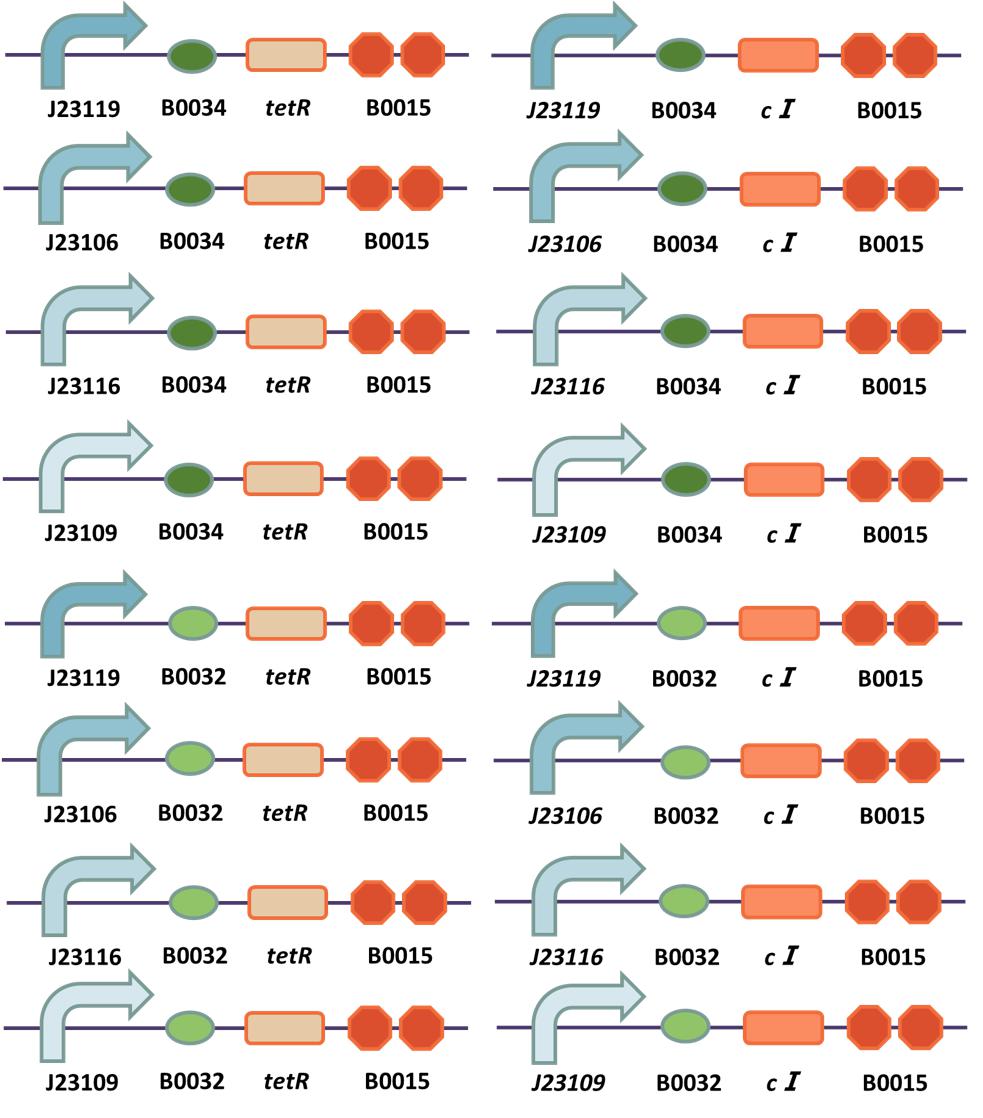 J23119 B0034 tetR B0015 J23119 B0034 c I B0015
J23106 B0034 tetR B0015 J23106 B0034 c I B0015
J23116 B0034 tetR B0015 J23116 B0034 c I B0015
J23109 B0034 tetR B0015 J23109 B0034 c I B0015
J23119 B0032 tetR B0015 J23119 B0032 c I B0015
J23106 B0032 tetR B0015 J23106 B0032 c I B0015
J23116 B0032 tetR B0015 J23116 B0032 c I B0015
J23109 B0032 tetR B0015 J23109 B0032 c I B0015